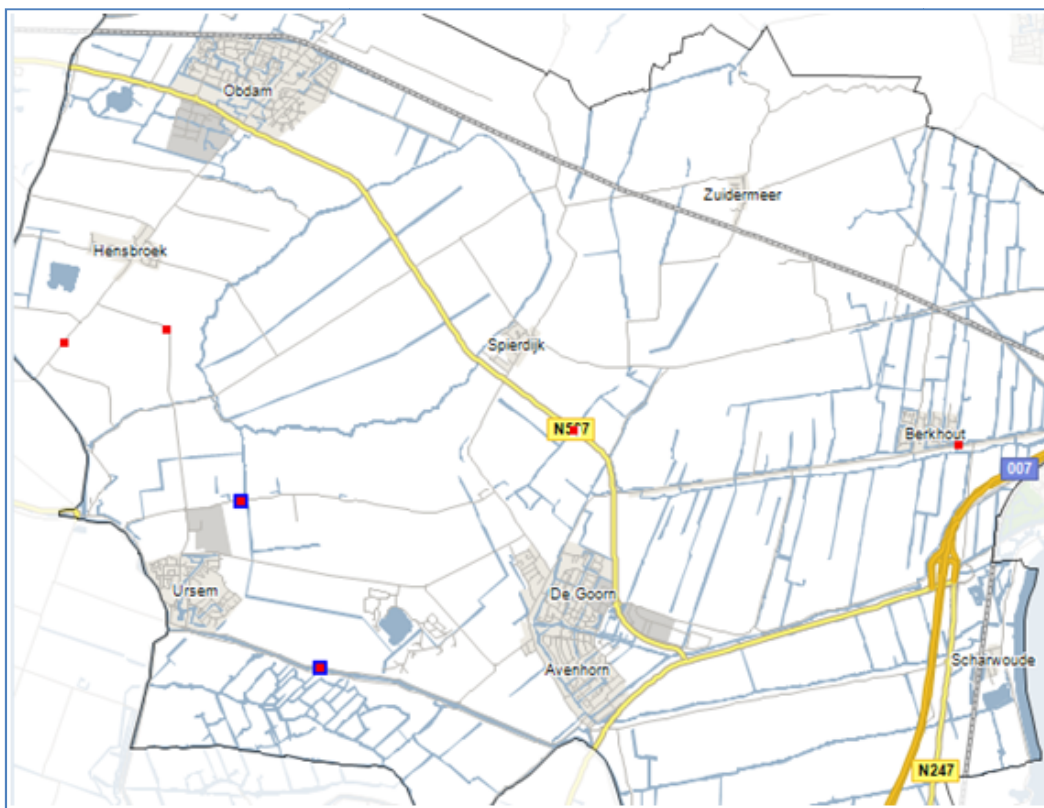 Obdam
Zuidermeer
Hensbroek
Spierdijk
Berkhout
007
Ursem
De Goorn
Avenhorn
Scharwoude
N247